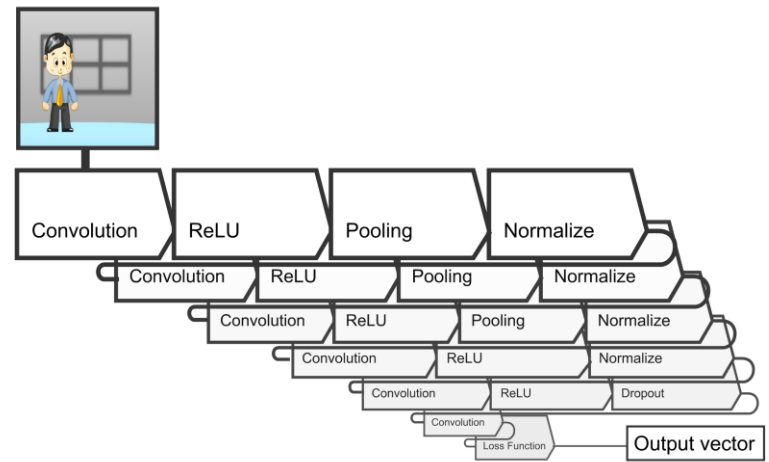 Convolution ReLU Pooling Normalize
Convolution ReLU Pooling Normalize
Convolution ReLU Pooling Normalize
Convolution ReLU Normalize
Convolution ReLU Dropout
Convolution
Loss Function Output vector